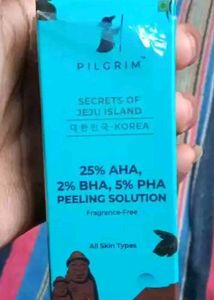 PILGRIM™
SECRETS OF
JEJU ISLAND
대한민국-KOREA
25% AHA,
2% BHA, 5% PHA
PEELING SOLUTION
Fragrance-Free
All Skin Types